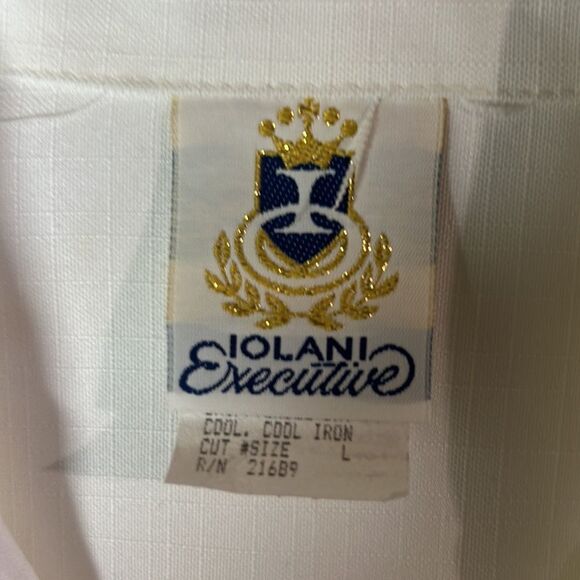 I
IOLANI
Executive
COOL. COOL IRON
CUT #SIZE L
R/N 21689